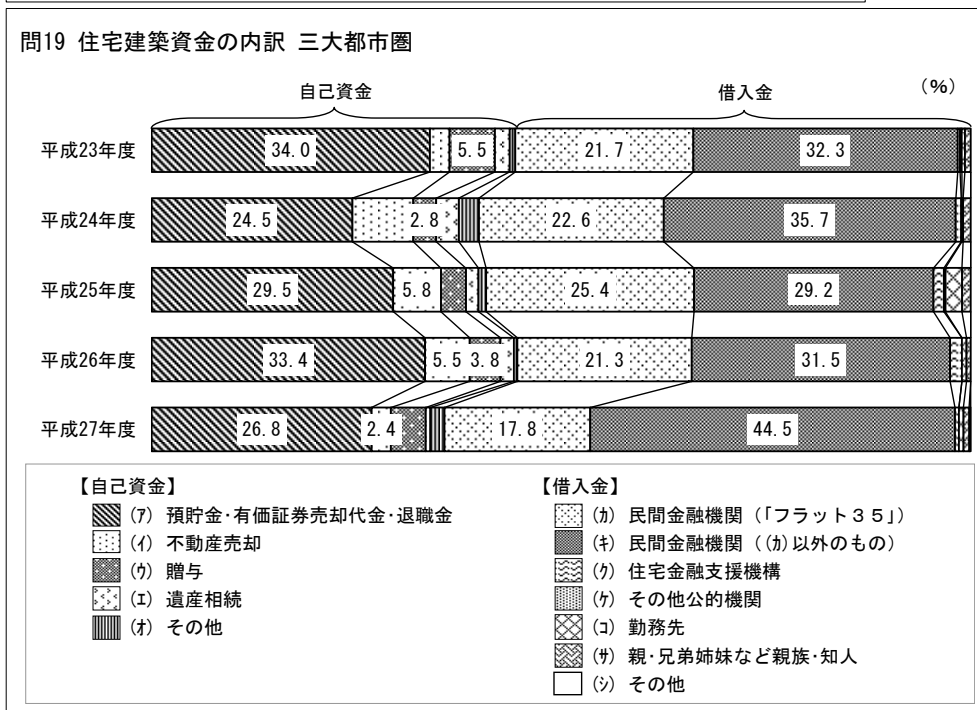 問19 住宅建築資金の内訳 三大都市圏
自己資金 借入金 (%)
平成23年度 34.0 5.5 21.7 32.3
平成24年度 24.5 2.8 22.6 35.7
平成25年度 29.5 5.8 25.4 29.2
平成26年度 33.4 5.5 3.8 21.3 31.5
平成27年度 26.8 2.4 17.8 44.5
【自己資金】
(ｱ) 預貯金・有価証券売却代金・退職金
(ｲ) 不動産売却
(ｳ) 贈与
(ｴ) 遺産相続
(ｵ) その他
【借入金】
(ｶ) 民間金融機関（「フラット３５」）
(ｷ) 民間金融機関（(ｶ)以外のもの）
(ｸ) 住宅金融支援機構
(ｹ) その他公的機関
(ｺ) 勤務先
(ｻ) 親・兄弟姉妹など親族・知人
(ｼ) その他